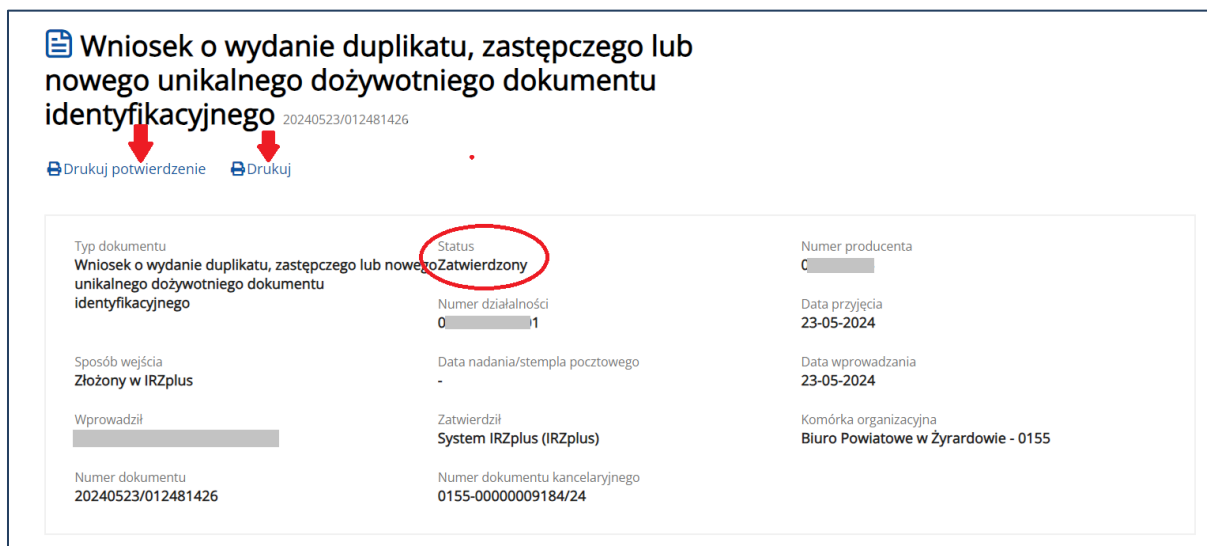 Wniosek o wydanie duplikatu, zastępczego lub
nowego unikalnego dożywotniego dokumentu
identyfikacyjnego 20240523/012481426
Drukuj potwierdzenie Drukuj
Typ dokumentu
Wniosek o wydanie duplikatu, zastępczego lub nowego
unikalnego dożywotniego dokumentu
identyfikacyjnego
Status
Zatwierdzony
Numer producenta
0
Numer działalności
0 1
Data przyjęcia
23-05-2024
Sposób wejścia
Złożony w IRZplus
Data nadania/stempla pocztowego
-
Data wprowadzania
23-05-2024
Wprowadził
Zatwierdził
System IRZplus (IRZplus)
Komórka organizacyjna
Biuro Powiatowe w Żyrardowie - 0155
Numer dokumentu
20240523/012481426
Numer dokumentu kancelaryjnego
0155-00000009184/24